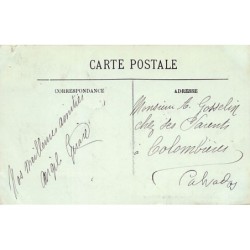 CARTE POSTALE
CORRESPONDANCE
ADRESSE
Nos meilleures amitiés
Monsieur E. Gosselin
chez ses Parents
à Colombières
Calvados